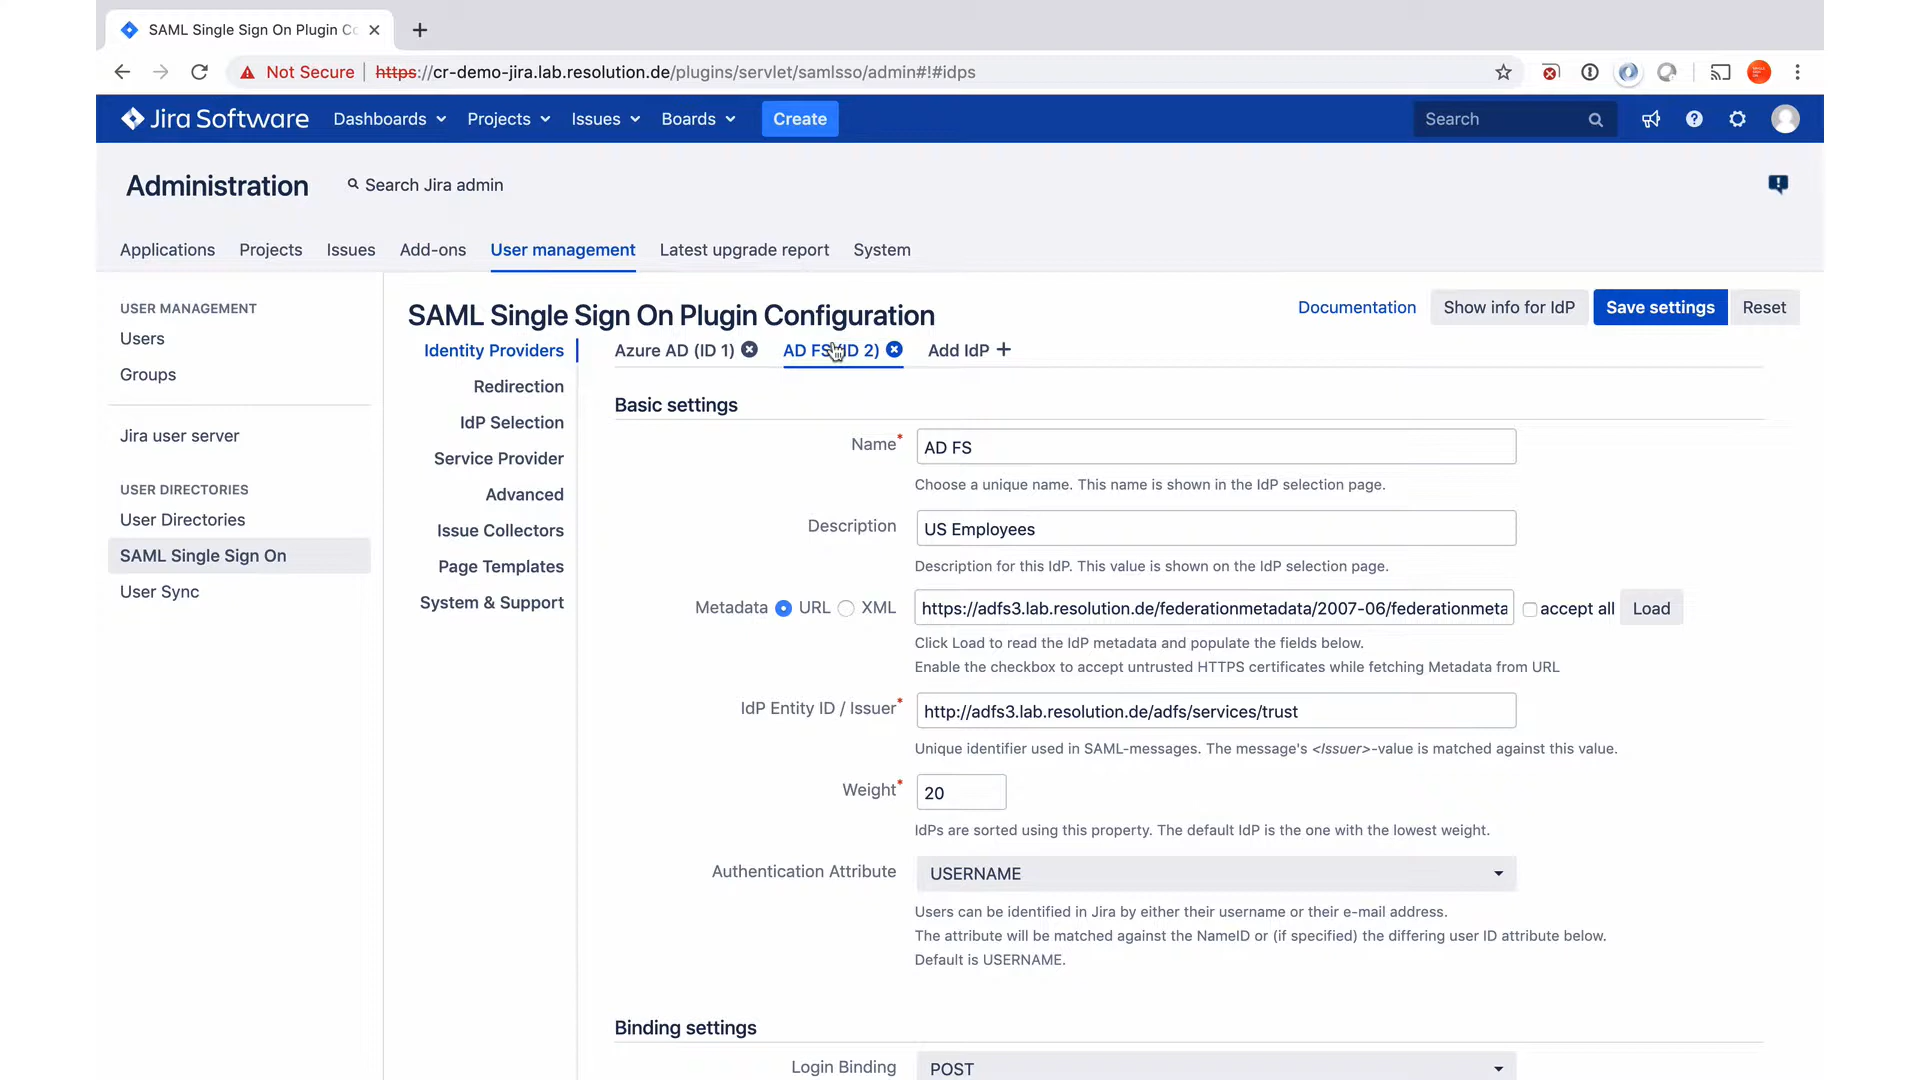 SAML Single Sign On Plugin Co
Not Secure https://cr-demo-jira.lab.resolution.de/plugins/servlet/samlsso/admin#!#idps
Jira Software Dashboards Projects Issues Boards Create Search
Administration Search Jira admin
Applications Projects Issues Add-ons User management Latest upgrade report System
USER MANAGEMENT
Users
Groups
Jira user server
USER DIRECTORIES
User Directories
SAML Single Sign On
User Sync
SAML Single Sign On Plugin Configuration
Documentation Show info for IdP Save settings Reset
Identity Providers
Redirection
IdP Selection
Service Provider
Advanced
Issue Collectors
Page Templates
System & Support
Azure AD (ID 1) AD FS (ID 2) Add IdP +
Basic settings
Name* AD FS
Choose a unique name. This name is shown in the IdP selection page.
Description US Employees
Description for this IdP. This value is shown on the IdP selection page.
Metadata URL XML https://adfs3.lab.resolution.de/federationmetadata/2007-06/federationmeta accept all Load
Click Load to read the IdP metadata and populate the fields below.
Enable the checkbox to accept untrusted HTTPS certificates while fetching Metadata from URL
IdP Entity ID / Issuer* http://adfs3.lab.resolution.de/adfs/services/trust
Unique identifier used in SAML-messages. The message's <Issuer>-value is matched against this value.
Weight* 20
IdPs are sorted using this property. The default IdP is the one with the lowest weight.
Authentication Attribute USERNAME
Users can be identified in Jira by either their username or their e-mail address.
The attribute will be matched against the NameID or (if specified) the differing user ID attribute below.
Default is USERNAME.
Binding settings
Login Binding POST